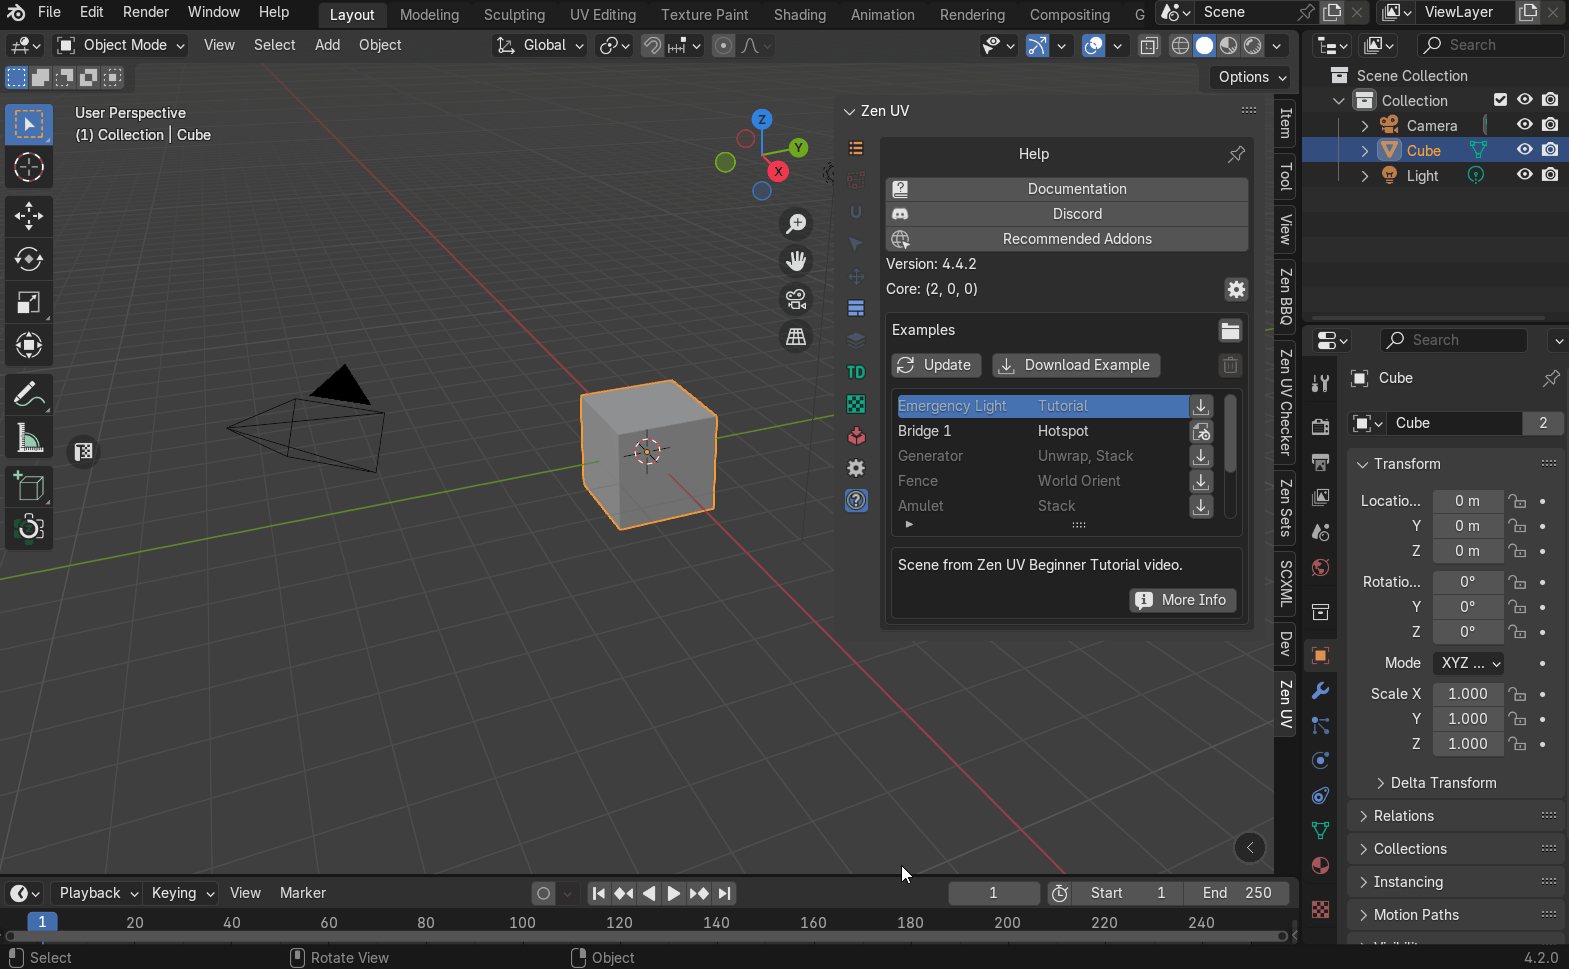 File Edit Render Window Help Layout Modeling Sculpting UV Editing Texture Paint Shading Animation Rendering Compositing G Scene ViewLayer
Object Mode View Select Add Object Global Search
Options
Scene Collection
Collection
Camera
Cube
Light
User Perspective
(1) Collection | Cube
Z
Y
X
Zen UV
Help
Documentation
Discord
Recommended Addons
Version: 4.4.2
Core: (2, 0, 0)
Examples
Update Download Example
TD
Emergency Light Tutorial
Bridge 1 Hotspot
Generator Unwrap, Stack
Fence World Orient
Amulet Stack
Scene from Zen UV Beginner Tutorial video.
More Info
Item
Tool
View
Zen BBQ
Zen UV Checker
Zen Sets
SCXML
Dev
Zen UV
Search
Cube
Cube 2
Transform
Locatio... 0 m
Y 0 m
Z 0 m
Rotatio... 0°
Y 0°
Z 0°
Mode XYZ ...
Scale X 1.000
Y 1.000
Z 1.000
Delta Transform
Relations
Collections
Instancing
Motion Paths
Playback Keying View Marker 1 Start 1 End 250
1 20 40 60 80 100 120 140 160 180 200 220 240
Select Rotate View Object 4.2.0